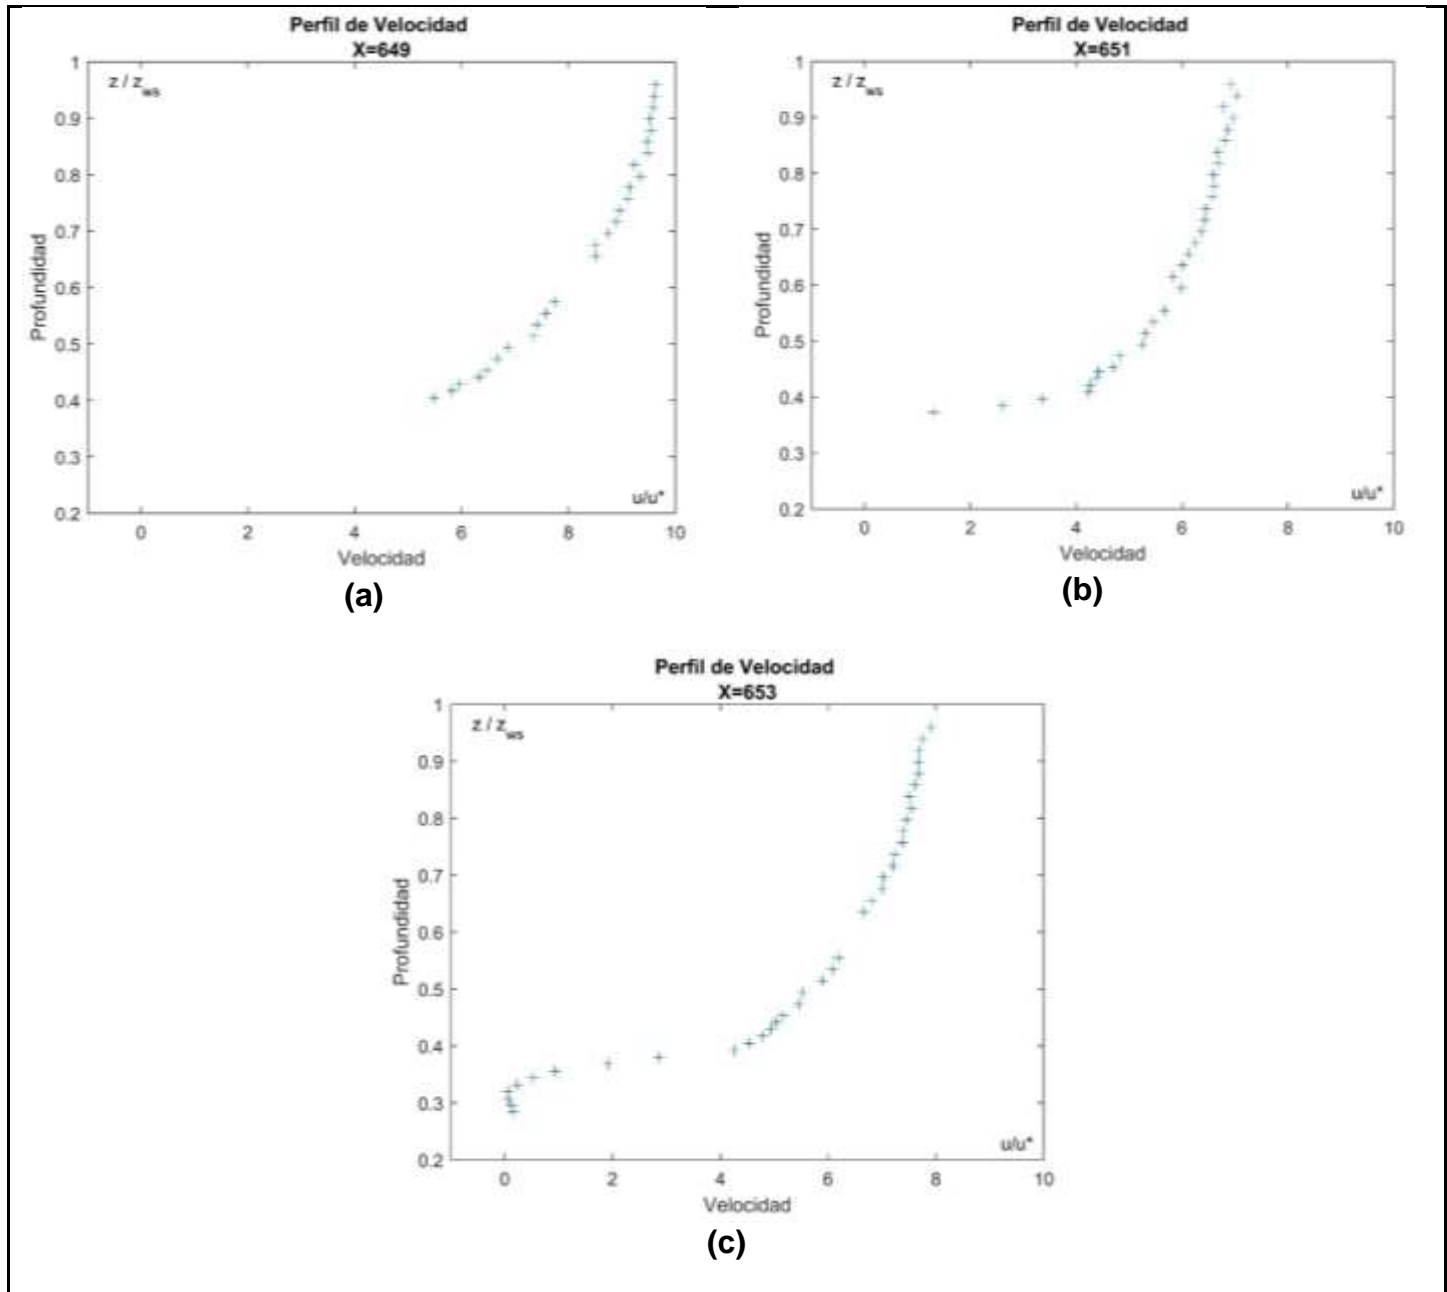 Perfil de Velocidad
X=649
z / z_ws
1
0.9
0.8
0.7
0.6
0.5
0.4
0.3
0.2
Profundidad
u/u*
0 2 4 6 8 10
Velocidad
(a)
Perfil de Velocidad
X=651
z / z_ws
1
0.9
0.8
0.7
0.6
0.5
0.4
0.3
0.2
Profundidad
u/u*
0 2 4 6 8 10
Velocidad
(b)
Perfil de Velocidad
X=653
z / z_ws
1
0.9
0.8
0.7
0.6
0.5
0.4
0.3
0.2
Profundidad
u/u*
0 2 4 6 8 10
Velocidad
(c)